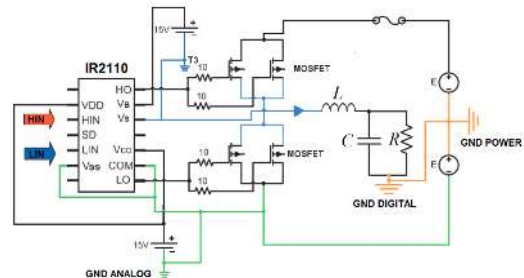 15V
IR2110
T3
10
10
MOSFET
HO
VB
VDD
HIN
HIN
Vs
SD
LIN
LIN
Vcc
Vss
COM
LO
10
10
MOSFET
L
C
R
E
E
GND POWER
GND DIGITAL
15V
GND ANALOG